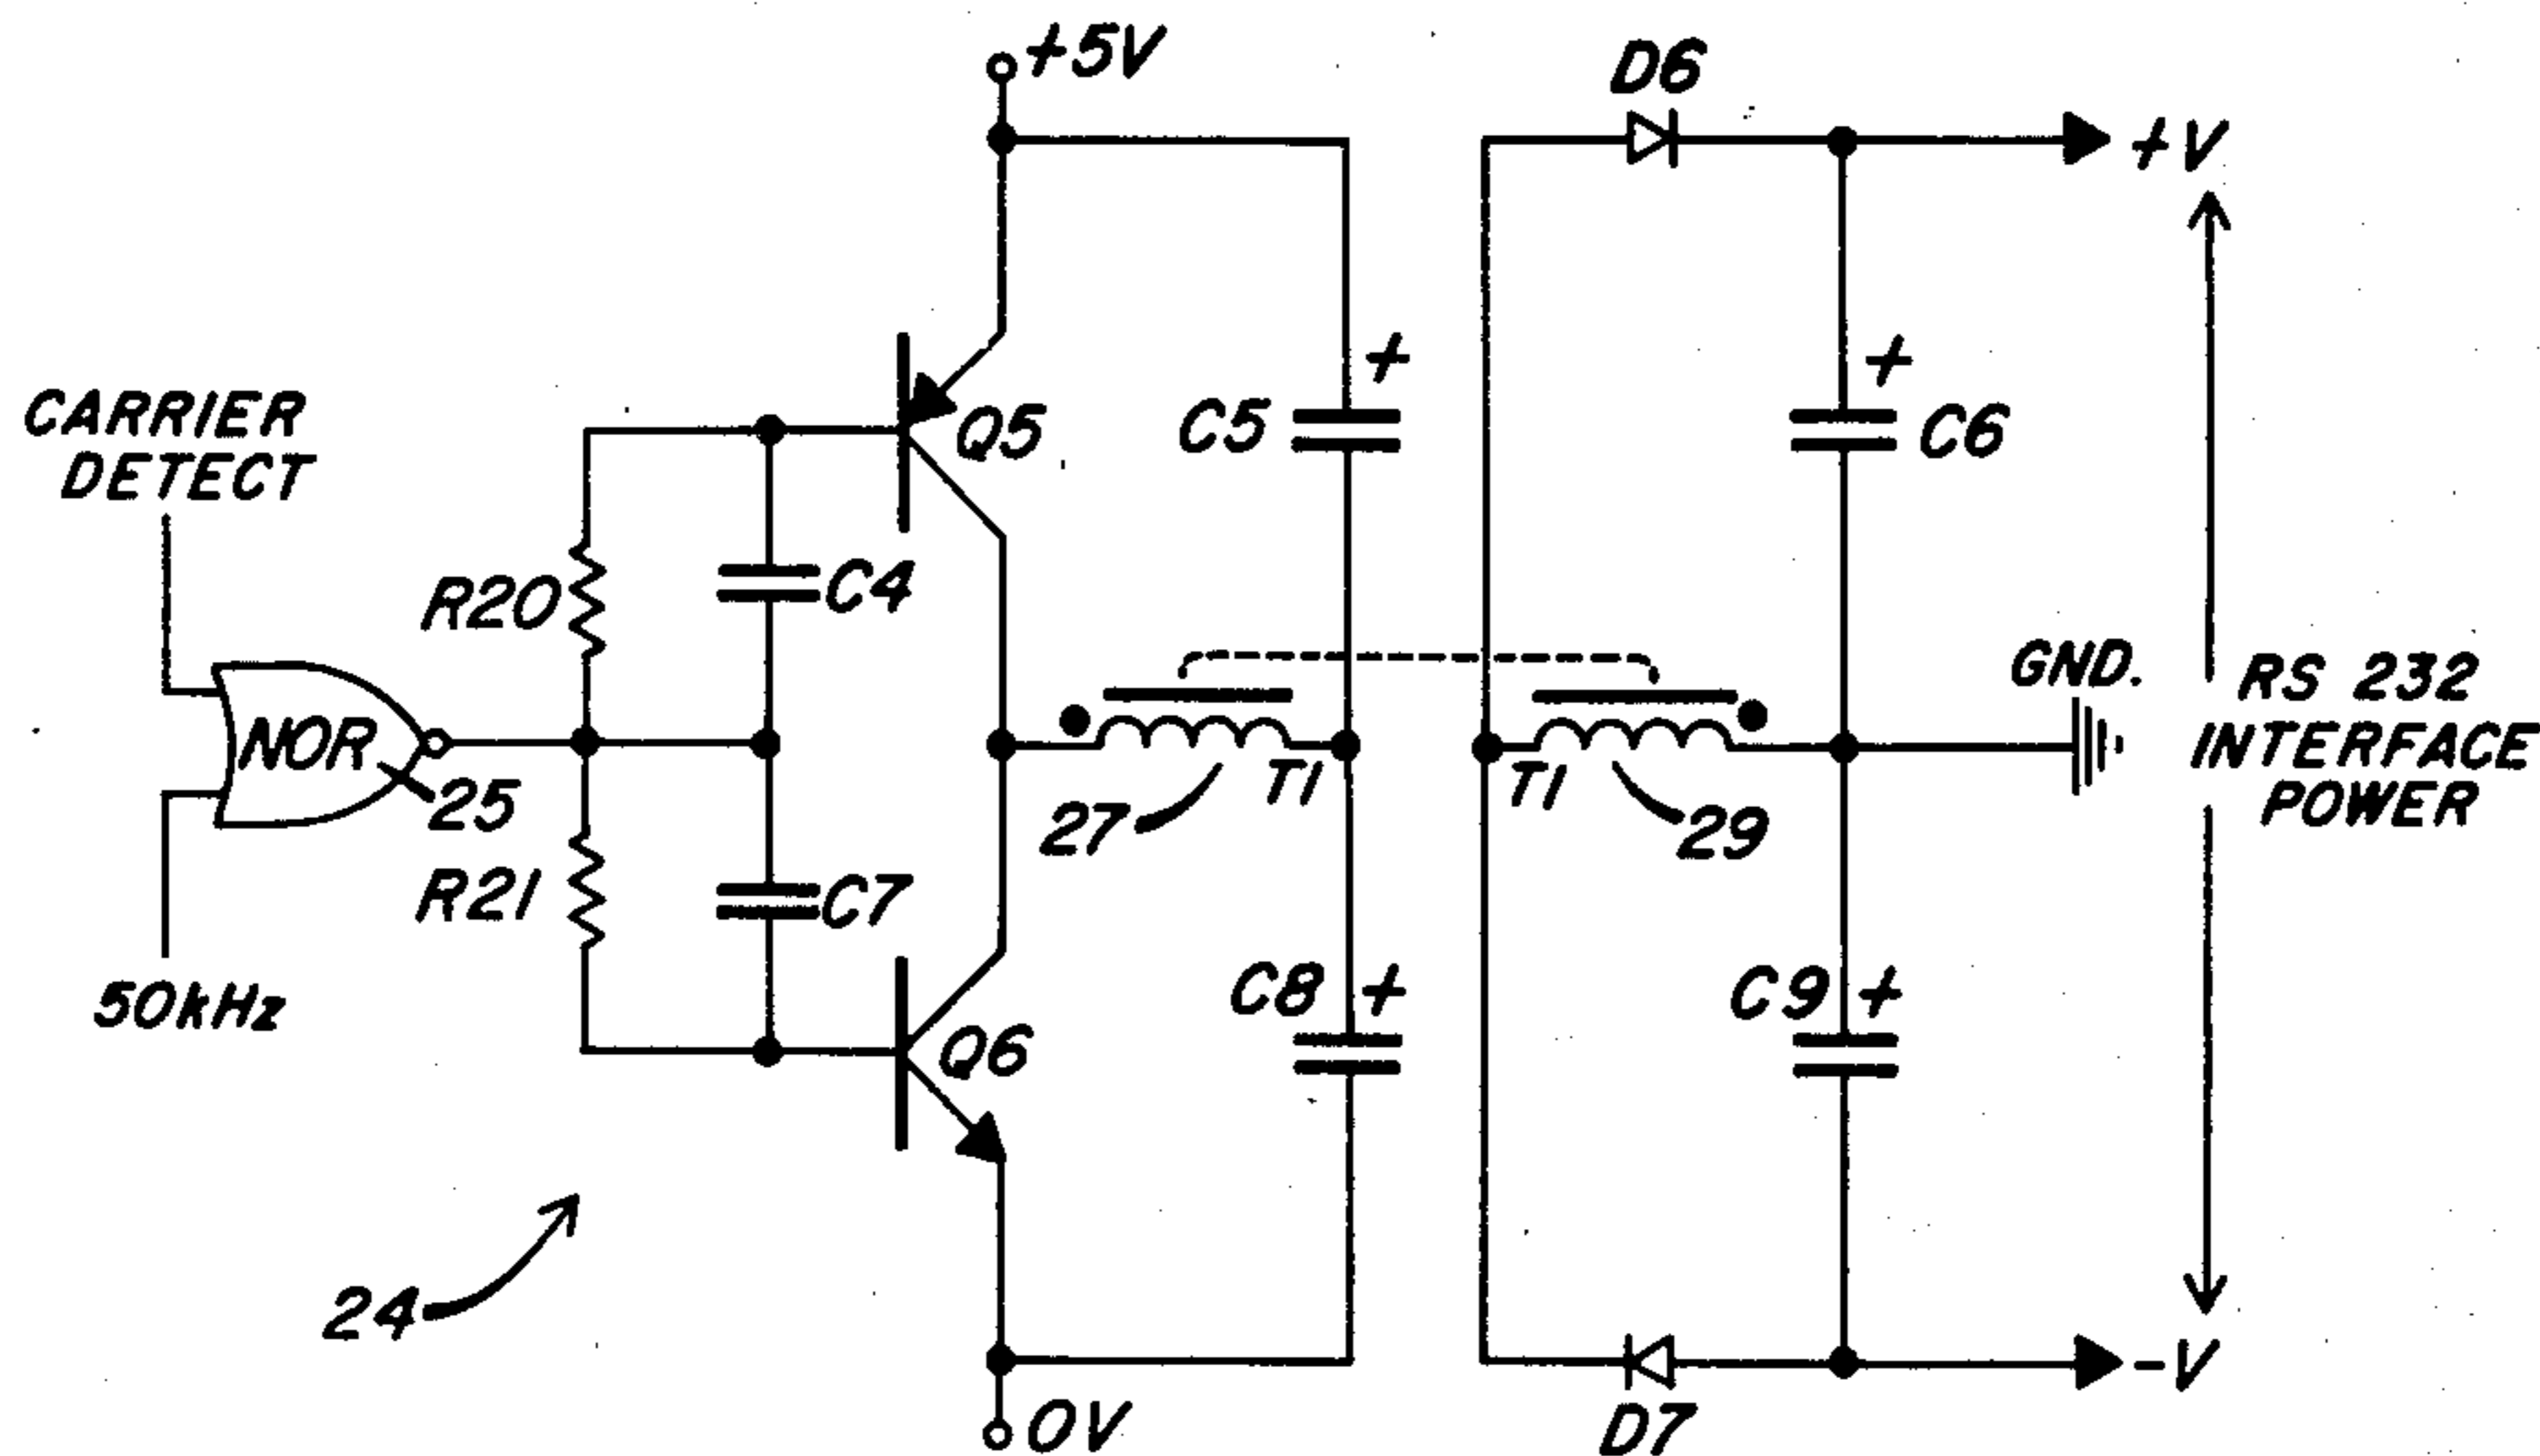 +5V
D6
+V
CARRIER
DETECT
Q5
+
C5
+
C6
R20
C4
GND.
RS 232
INTERFACE
POWER
NOR
25
T1
27
T1
29
R21
C7
Q6
C8 +
C9 +
50kHz
24
0V
D7
-V